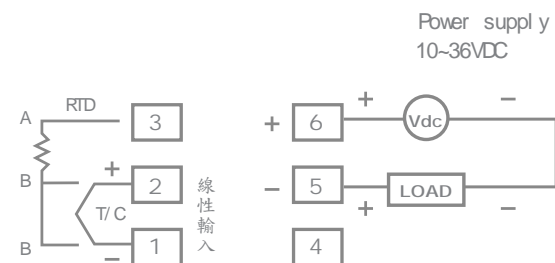 Power supply
10~36VDC
A RTD 3
B + 2
T/C
B − 1
線性輸入
+ 6 + Vdc −
− 5 + LOAD −
4